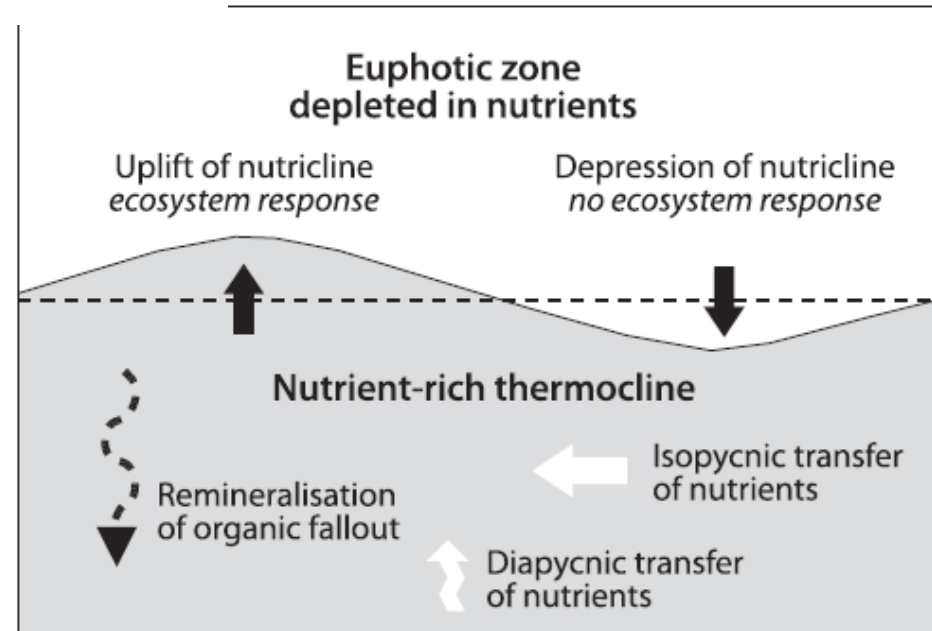 Euphotic zone
depleted in nutrients
Uplift of nutricline
ecosystem response
Depression of nutricline
no ecosystem response
Nutrient-rich thermocline
Remineralisation
of organic fallout
Isopycnic transfer
of nutrients
Diapycnic transfer
of nutrients